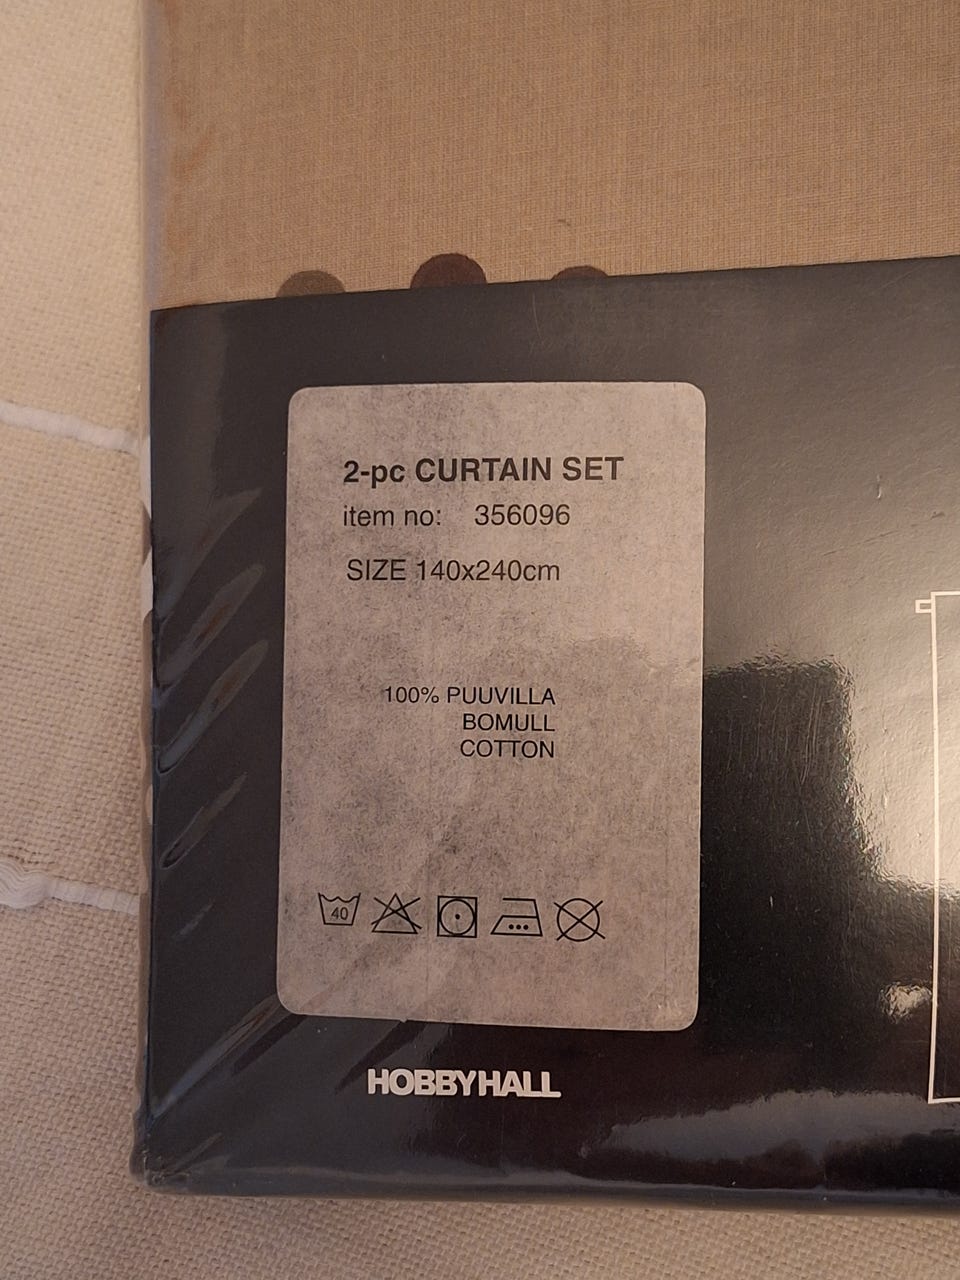 2-pc CURTAIN SET
item no: 356096
SIZE 140x240cm
100% PUUVILLA
BOMULL
COTTON
40
HOBBYHALL